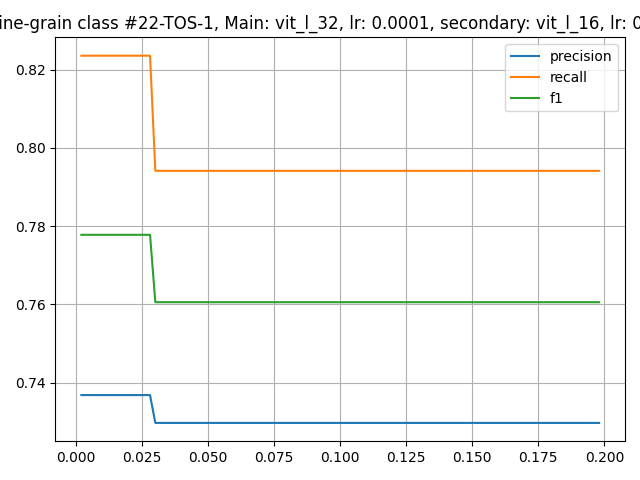 ine-grain class #22-TOS-1, Main: vit_l_32, lr: 0.0001, secondary: vit_l_16, lr: 0
precision
recall
f1
0.82
0.80
0.78
0.76
0.74
0.000 0.025 0.050 0.075 0.100 0.125 0.150 0.175 0.200